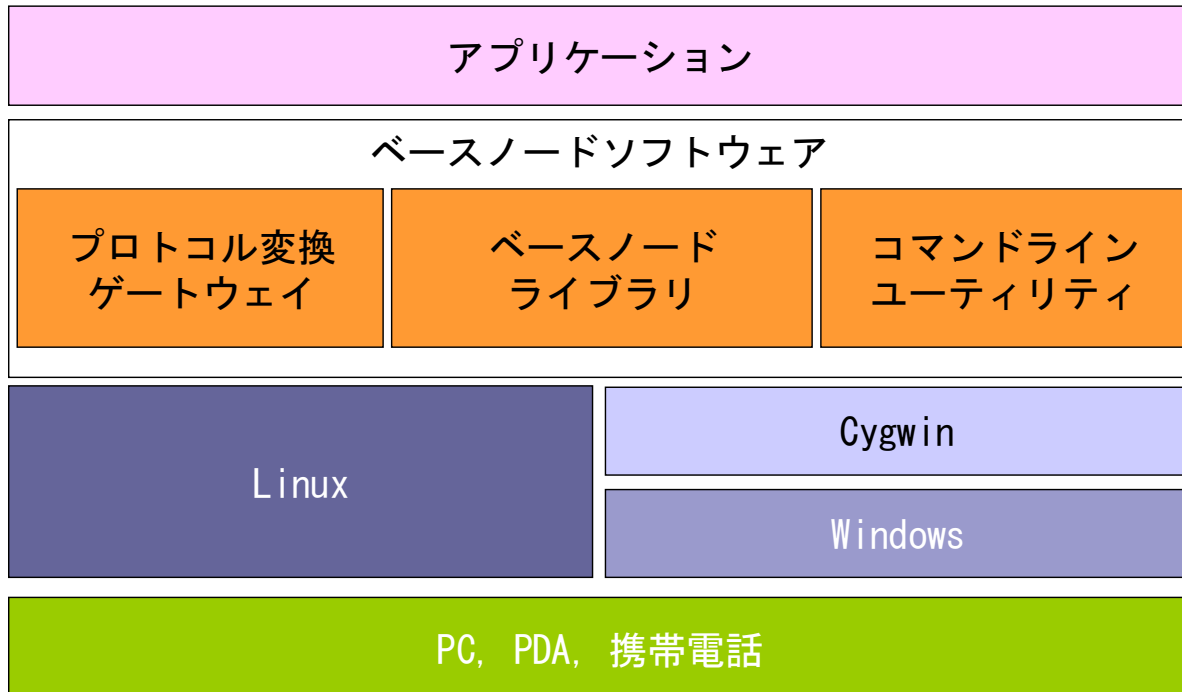 アプリケーション
ベースノードソフトウェア
プロトコル変換
ゲートウェイ
ベースノード
ライブラリ
コマンドライン
ユーティリティ
Linux
Cygwin
Windows
PC, PDA, 携帯電話